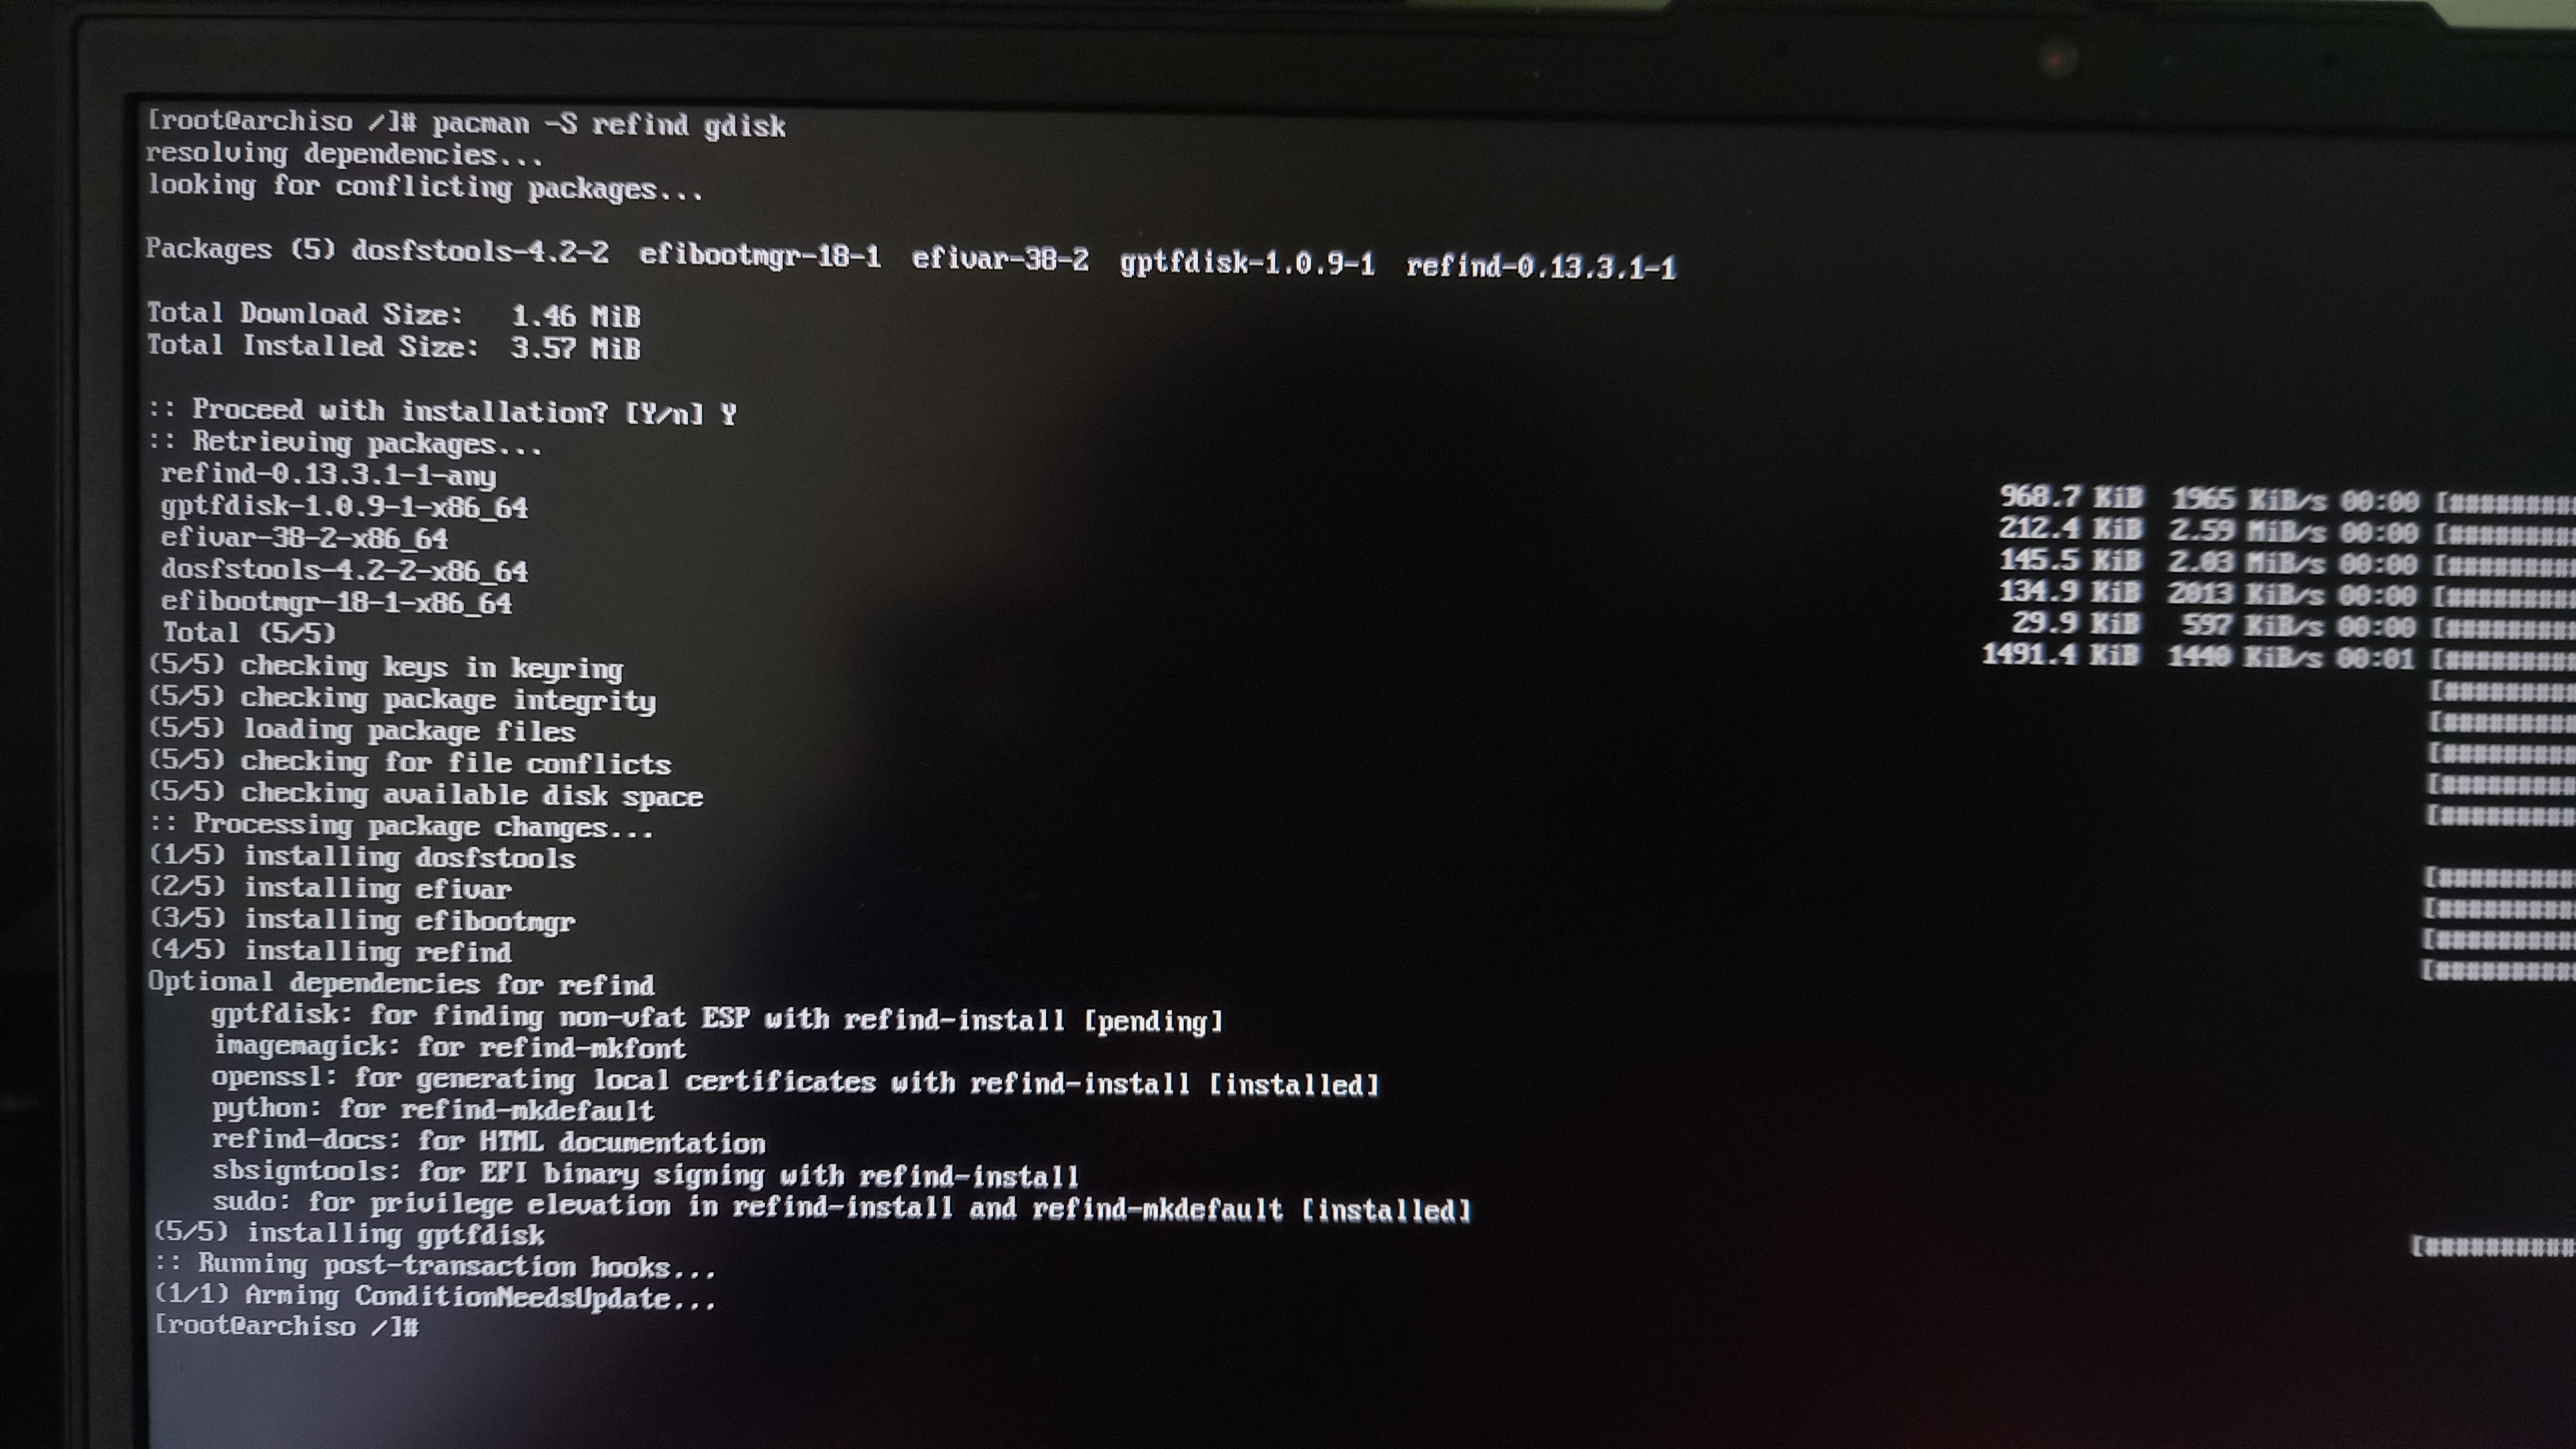 [root@archiso /]# pacman -S refind gdisk
resolving dependencies...
looking for conflicting packages...
Packages (5) dosfstools-4.2-2  efibootmgr-18-1  efivar-38-2  gptfdisk-1.0.9-1  refind-0.13.3.1-1
Total Download Size:   1.46 MiB
Total Installed Size:  3.57 MiB
:: Proceed with installation? [Y/n] Y
:: Retrieving packages...
refind-0.13.3.1-1-any 968.7 KiB 1965 KiB/s 00:00 [##########
gptfdisk-1.0.9-1-x86_64 212.4 KiB 2.59 MiB/s 00:00 [##########
efivar-38-2-x86_64 145.5 KiB 2.03 MiB/s 00:00 [##########
dosfstools-4.2-2-x86_64 134.9 KiB 2013 KiB/s 00:00 [##########
efibootmgr-18-1-x86_64 29.9 KiB 597 KiB/s 00:00 [##########
Total (5/5) 1491.4 KiB 1440 KiB/s 00:01 [##########
(5/5) checking keys in keyring [##########
(5/5) checking package integrity [##########
(5/5) loading package files [##########
(5/5) checking for file conflicts [##########
(5/5) checking available disk space [##########
:: Processing package changes...
(1/5) installing dosfstools [##########
(2/5) installing efivar [##########
(3/5) installing efibootmgr [##########
(4/5) installing refind [##########
Optional dependencies for refind
gptfdisk: for finding non-vfat ESP with refind-install [pending]
imagemagick: for refind-mkfont
openssl: for generating local certificates with refind-install [installed]
python: for refind-mkdefault
refind-docs: for HTML documentation
sbsigntools: for EFI binary signing with refind-install
sudo: for privilege elevation in refind-install and refind-mkdefault [installed]
(5/5) installing gptfdisk [##########
:: Running post-transaction hooks...
(1/1) Arming ConditionNeedsUpdate...
[root@archiso /]#